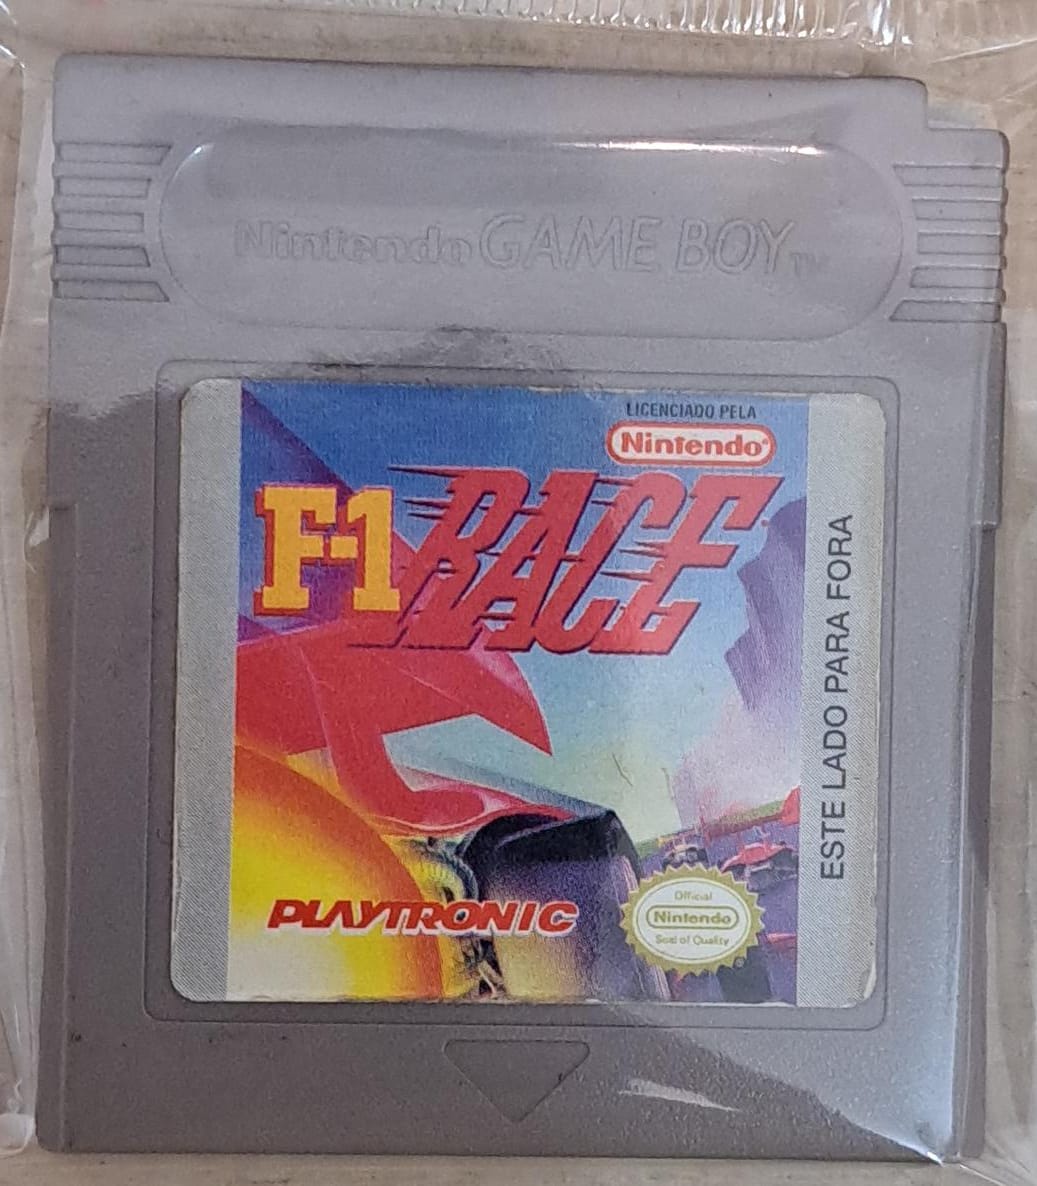 Nintendo GAME BOY TM
LICENCIADO PELA
Nintendo®
F-1 RACE
ESTE LADO PARA FORA
PLAYTRONIC
Official
Nintendo
Seal of Quality